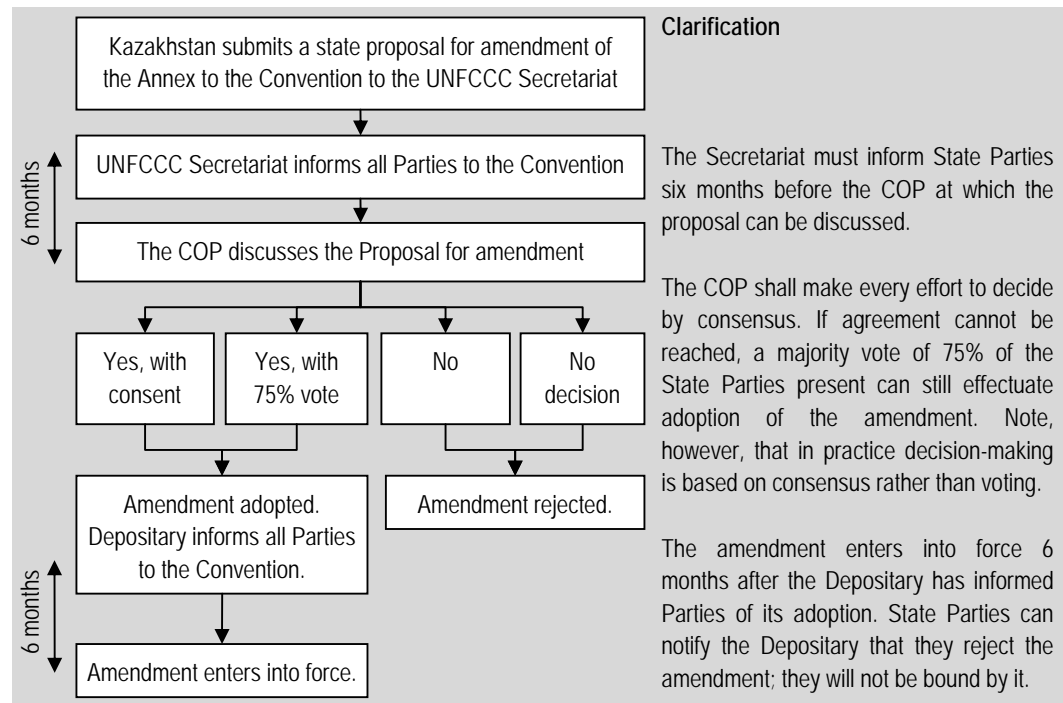 Kazakhstan submits a state proposal for amendment of
the Annex to the Convention to the UNFCCC Secretariat
6 months
UNFCCC Secretariat informs all Parties to the Convention
The COP discusses the Proposal for amendment
Yes, with
consent
Yes, with
75% vote
No
No
decision
Amendment adopted.
Depositary informs all Parties
to the Convention.
Amendment rejected.
6 months
Amendment enters into force.
Clarification
The Secretariat must inform State Parties
six months before the COP at which the
proposal can be discussed.
The COP shall make every effort to decide
by consensus. If agreement cannot be
reached, a majority vote of 75% of the
State Parties present can still effectuate
adoption of the amendment. Note,
however, that in practice decision-making
is based on consensus rather than voting.
The amendment enters into force 6
months after the Depositary has informed
Parties of its adoption. State Parties can
notify the Depositary that they reject the
amendment; they will not be bound by it.